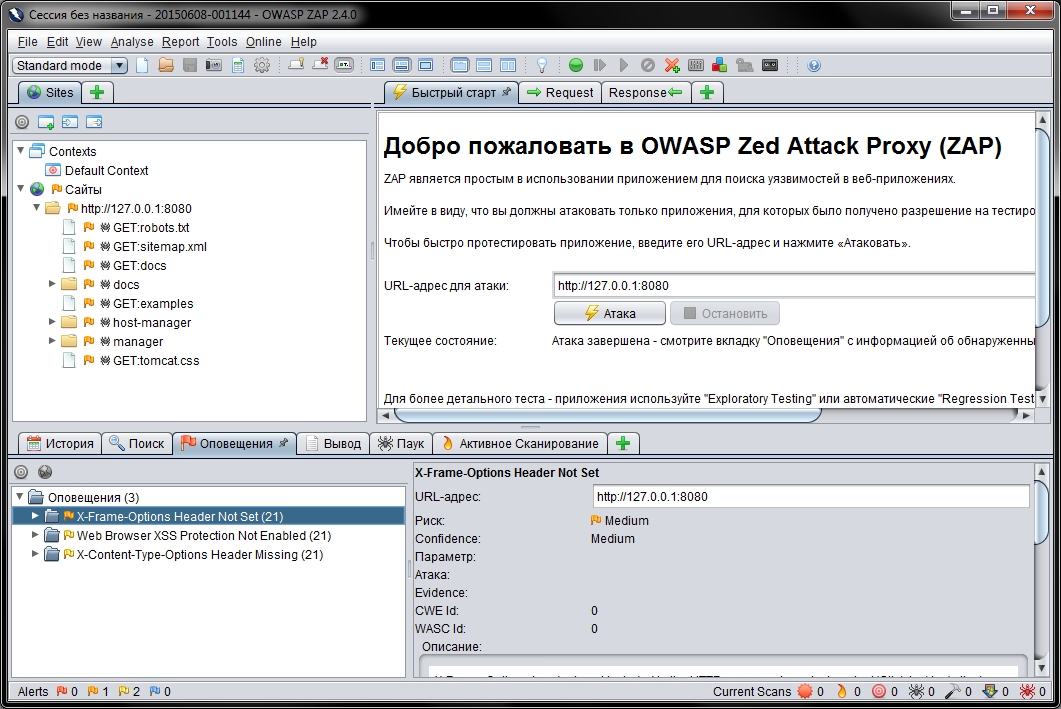 Сессия без названия - 20150608-001144 - OWASP ZAP 2.4.0
File Edit View Analyse Report Tools Online Help
Standard mode
Sites
Быстрый старт Request Response
Contexts
Default Context
Сайты
http://127.0.0.1:8080
GET:robots.txt
GET:sitemap.xml
GET:docs
docs
GET:examples
host-manager
manager
GET:tomcat.css
Добро пожаловать в OWASP Zed Attack Proxy (ZAP)
ZAP является простым в использовании приложением для поиска уязвимостей в веб-приложениях.
Имейте в виду, что вы должны атаковать только приложения, для которых было получено разрешение на тестиро
Чтобы быстро протестировать приложение, введите его URL-адрес и нажмите «Атаковать».
URL-адрес для атаки: http://127.0.0.1:8080
Атака Остановить
Текущее состояние: Атака завершена - смотрите вкладку "Оповещения" с информацией об обнаруженны
Для более детального теста - приложения используйте "Exploratory Testing" или автоматические "Regression Test
История Поиск Оповещения Вывод Паук Активное Сканирование
Оповещения (3)
X-Frame-Options Header Not Set (21)
Web Browser XSS Protection Not Enabled (21)
X-Content-Type-Options Header Missing (21)
X-Frame-Options Header Not Set
URL-адрес: http://127.0.0.1:8080
Риск: Medium
Confidence: Medium
Параметр:
Атака:
Evidence:
CWE Id: 0
WASC Id: 0
Описание:
Alerts 0 1 2 0 Current Scans 0 0 0 0 0 0 0